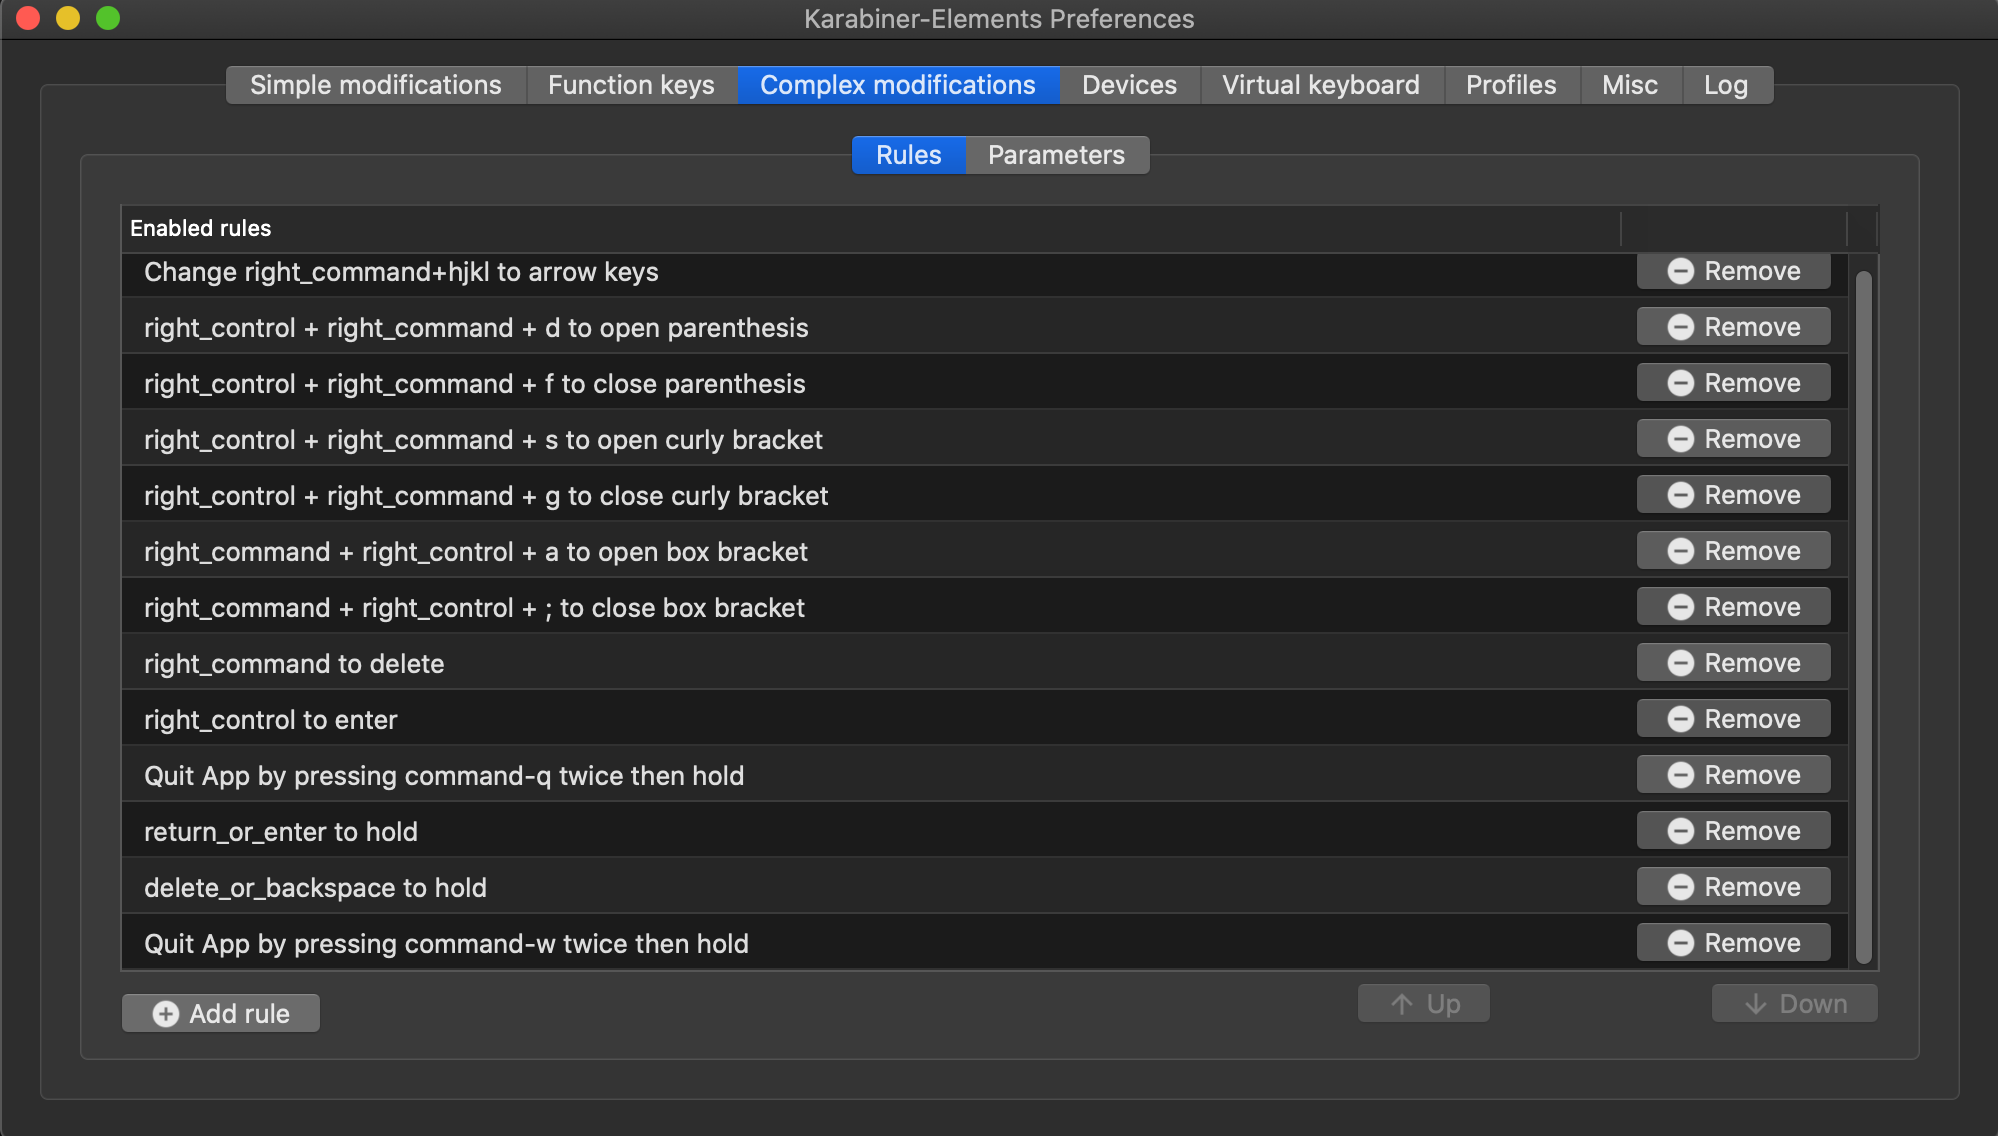 Karabiner-Elements Preferences
Simple modifications Function keys Complex modifications Devices Virtual keyboard Profiles Misc Log
Rules Parameters
Enabled rules
Change right_command+hjkl to arrow keys Remove
right_control + right_command + d to open parenthesis Remove
right_control + right_command + f to close parenthesis Remove
right_control + right_command + s to open curly bracket Remove
right_control + right_command + g to close curly bracket Remove
right_command + right_control + a to open box bracket Remove
right_command + right_control + ; to close box bracket Remove
right_command to delete Remove
right_control to enter Remove
Quit App by pressing command-q twice then hold Remove
return_or_enter to hold Remove
delete_or_backspace to hold Remove
Quit App by pressing command-w twice then hold Remove
Add rule Up Down